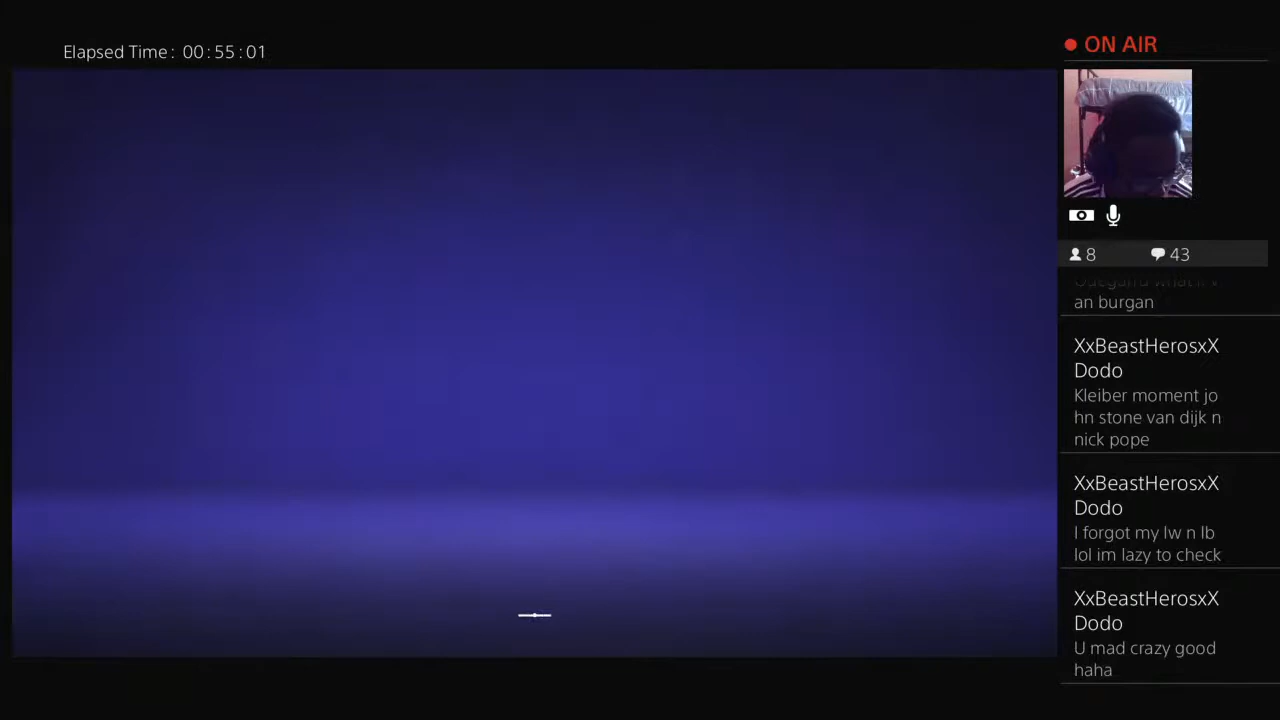 Elapsed Time: 00:55:01
ON AIR
8 43
an burgan
XxBeastHerosxX
Dodo
Kleiber moment jo
hn stone van dijk n
nick pope
XxBeastHerosxX
Dodo
I forgot my lw n lb
lol im lazy to check
XxBeastHerosxX
Dodo
U mad crazy good
haha